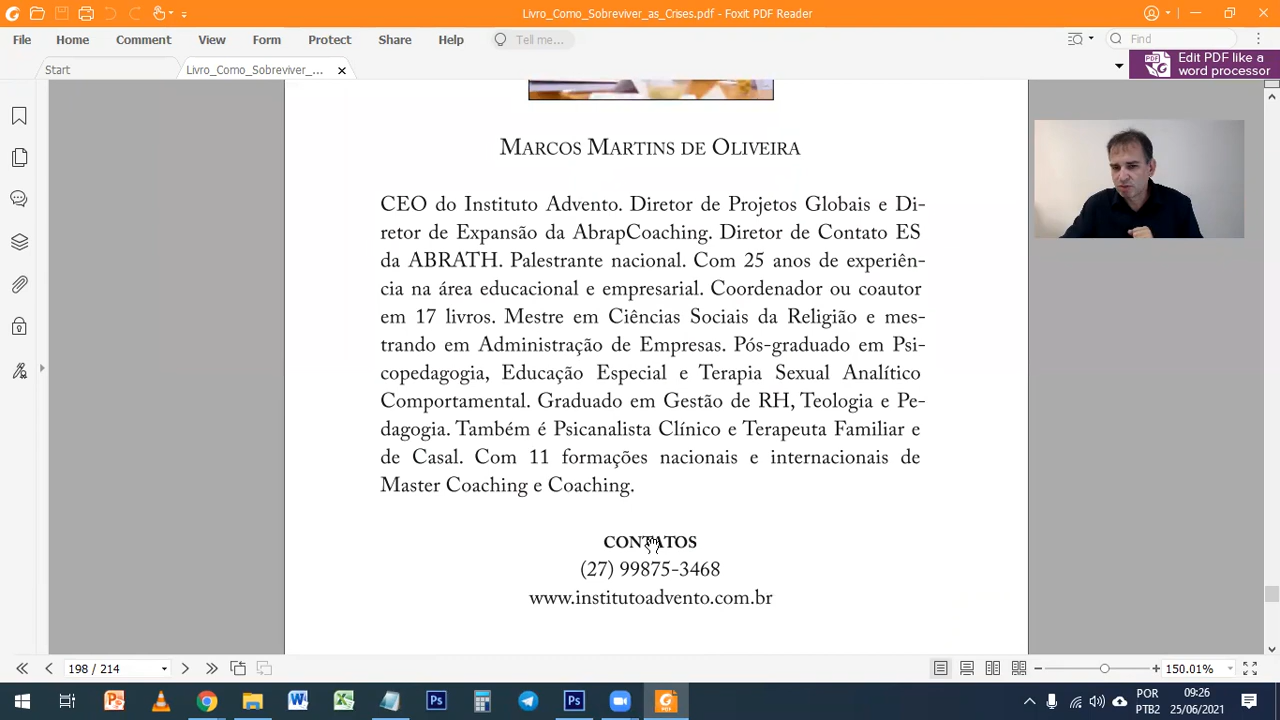 Livro_Como_Sobreviver_as_Crises.pdf - Foxit PDF Reader
File Home Comment View Form Protect Share Help Tell me... Find
Start Livro_Como_Sobreviver_...
Edit PDF like a
word processor
MARCOS MARTINS DE OLIVEIRA
CEO do Instituto Advento. Diretor de Projetos Globais e Di-
retor de Expansão da AbrapCoaching. Diretor de Contato ES
da ABRATH. Palestrante nacional. Com 25 anos de experiên-
cia na área educacional e empresarial. Coordenador ou coautor
em 17 livros. Mestre em Ciências Sociais da Religião e mes-
trando em Administração de Empresas. Pós-graduado em Psi-
copedagogia, Educação Especial e Terapia Sexual Analítico
Comportamental. Graduado em Gestão de RH, Teologia e Pe-
dagogia. Também é Psicanalista Clínico e Terapeuta Familiar e
de Casal. Com 11 formações nacionais e internacionais de
Master Coaching e Coaching.
CONTATOS
(27) 99875-3468
www.institutoadvento.com.br
198 / 214
150.01%
POR
PTB2
09:26
25/06/2021